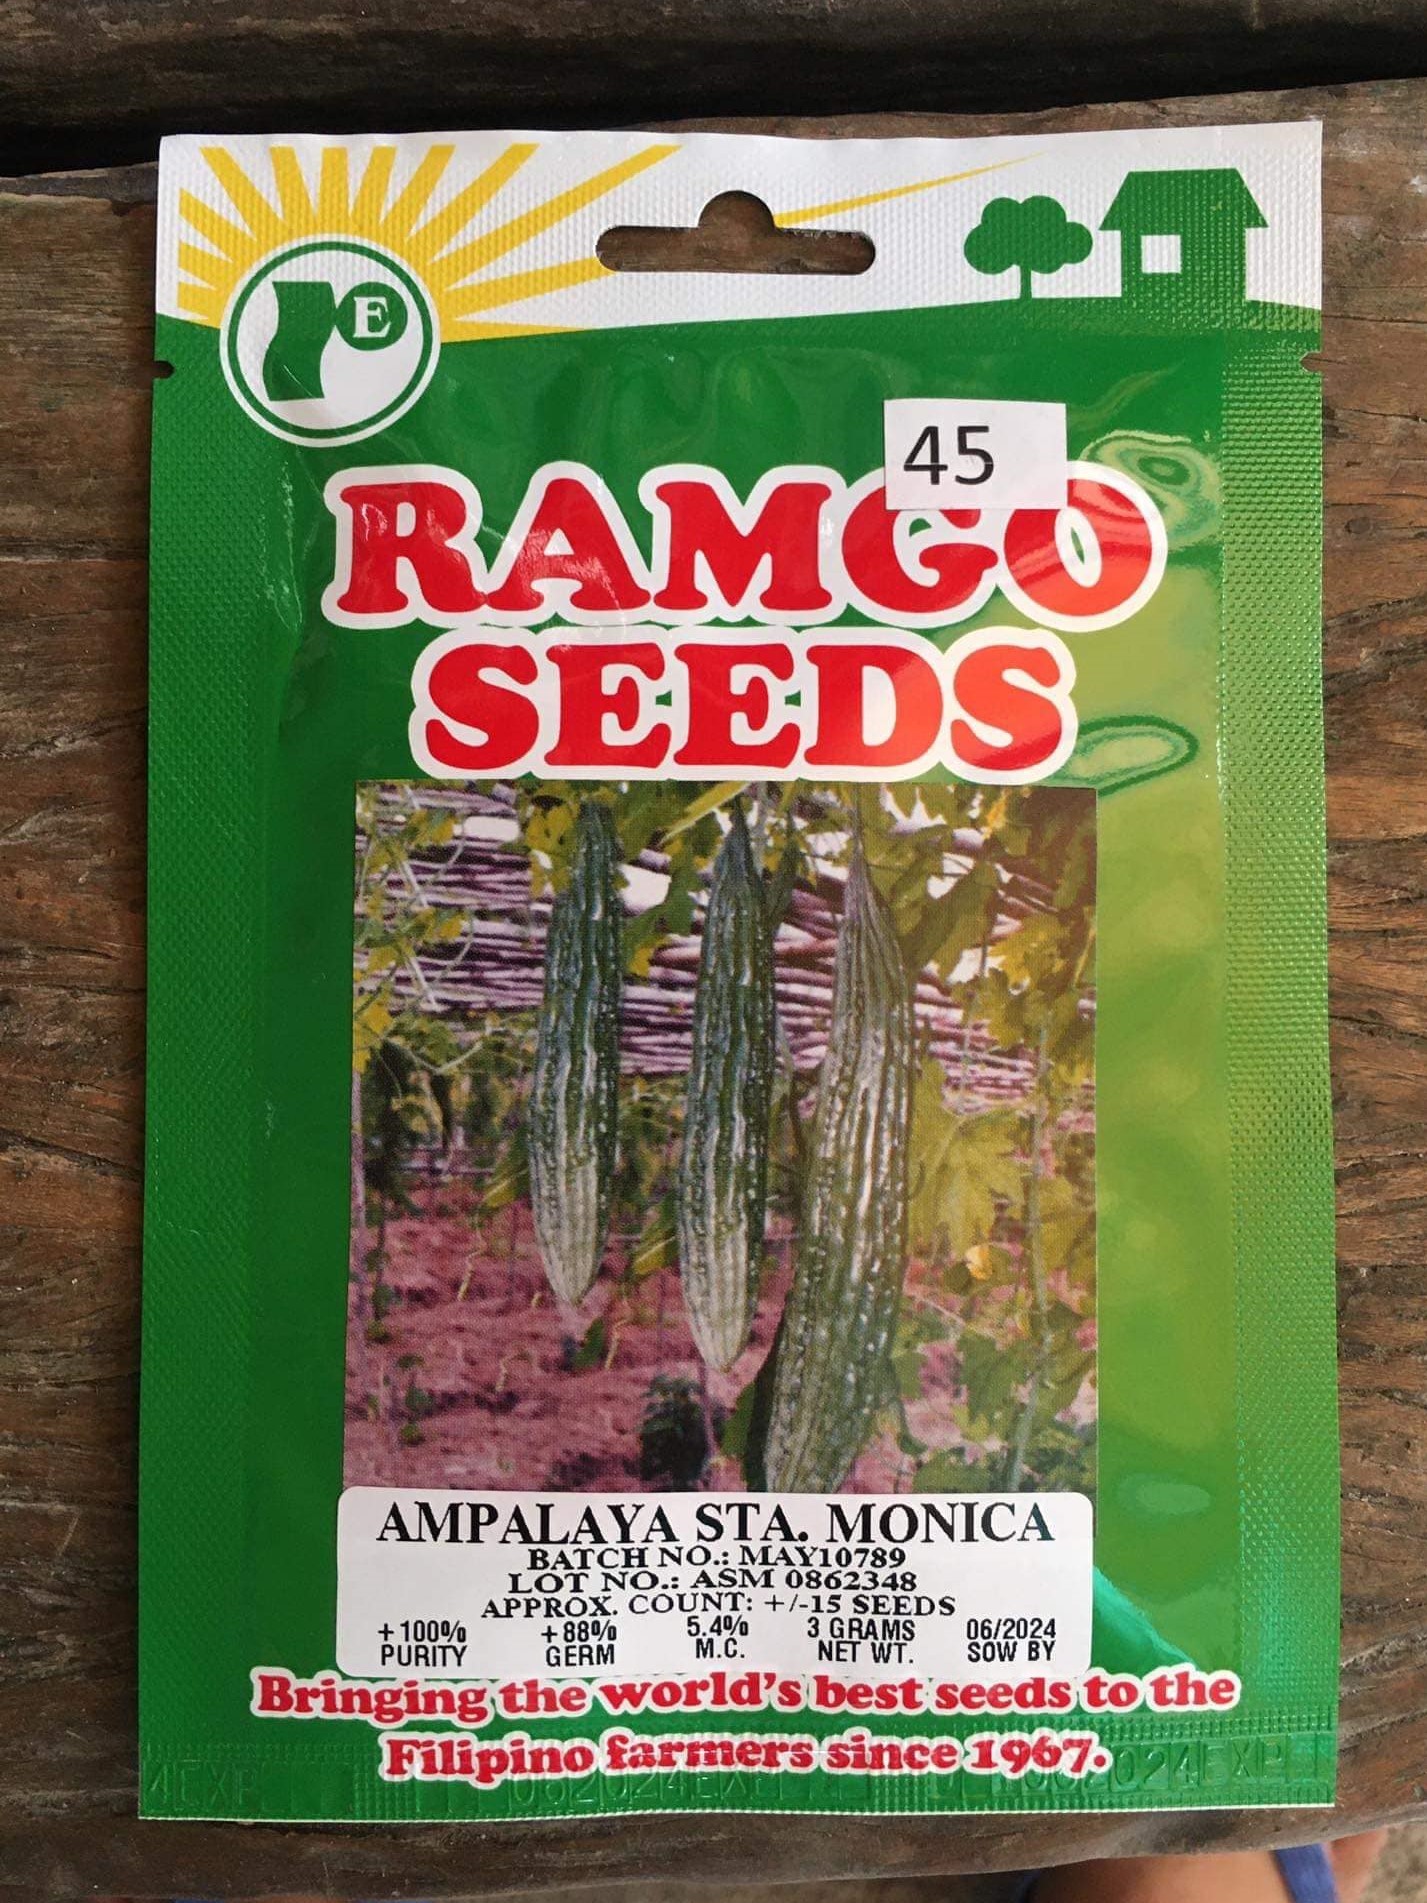 rE
45
RAMGO
SEEDS
AMPALAYA STA. MONICA
BATCH NO.: MAY10789
LOT NO.: ASM 0862348
APPROX. COUNT: +/-15 SEEDS
+100% +88% 5.4% 3 GRAMS 06/2024
PURITY GERM M.C. NET WT. SOW BY
Bringing the world's best seeds to the
Filipino farmers since 1967.